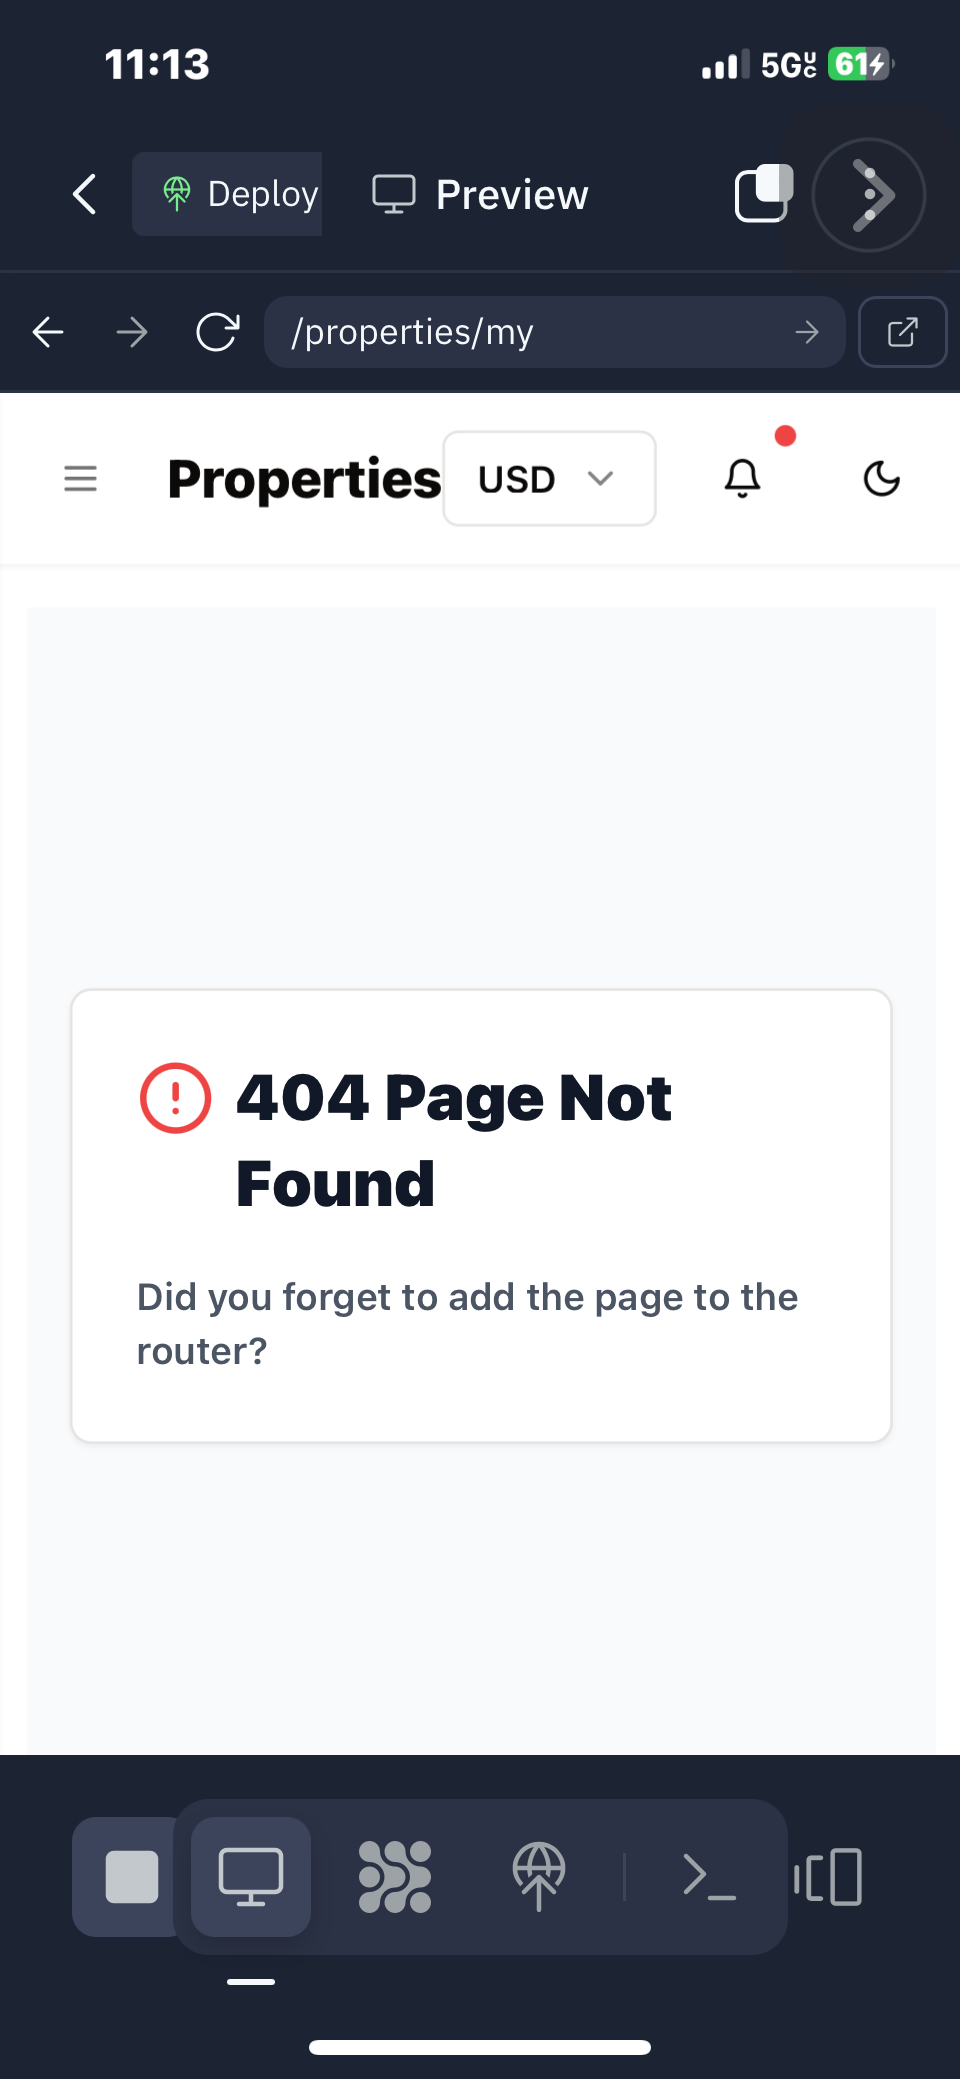 11:13
5G UC 61
Deploy
Preview
/properties/my
Properties
USD
404 Page Not
Found
Did you forget to add the page to the
router?